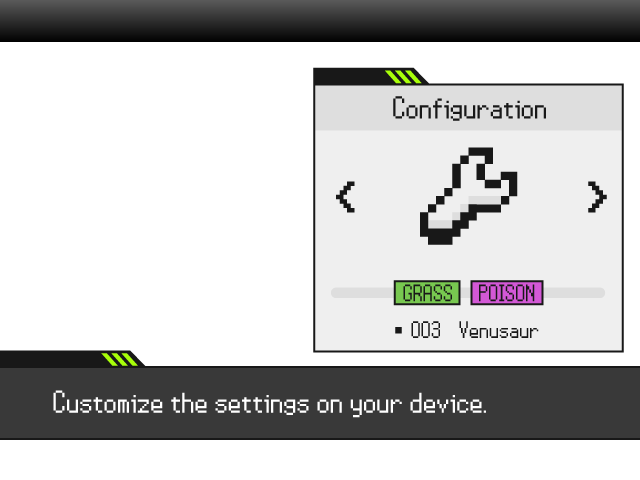 Configuration
GRASS POISON
▪ 003 Venusaur
Customize the settings on your device.